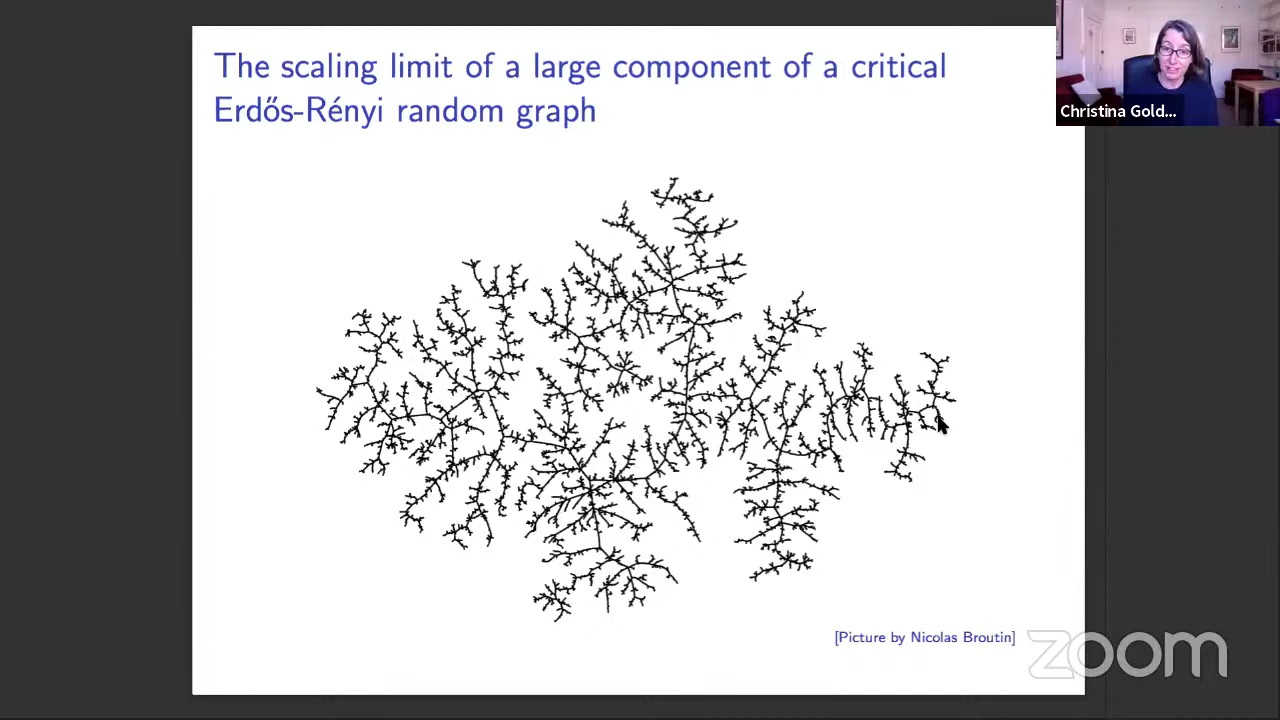 The scaling limit of a large component of a critical
Erdős-Rényi random graph
Christina Gold...
[Picture by Nicolas Broutin]
zoom